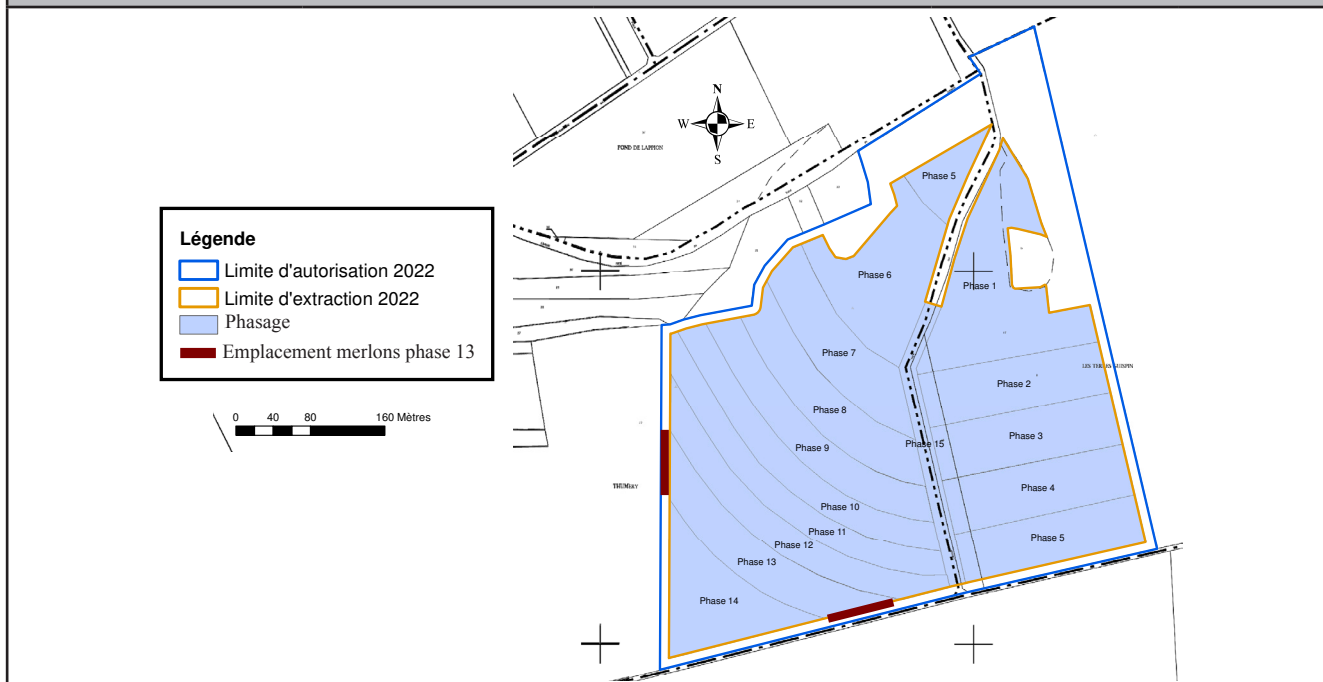 N
W E
S
FOND DE LAPPION
Phase 5
Légende
Limite d'autorisation 2022
Limite d'extraction 2022
Phasage
Emplacement merlons phase 13
0 40 80 160 Mètres
Phase 6
Phase 1
Phase 7
Phase 2
Phase 8
Phase 9
Phase 15
Phase 3
THUMERY
Phase 4
Phase 10
Phase 11
Phase 12
Phase 5
Phase 13
Phase 14